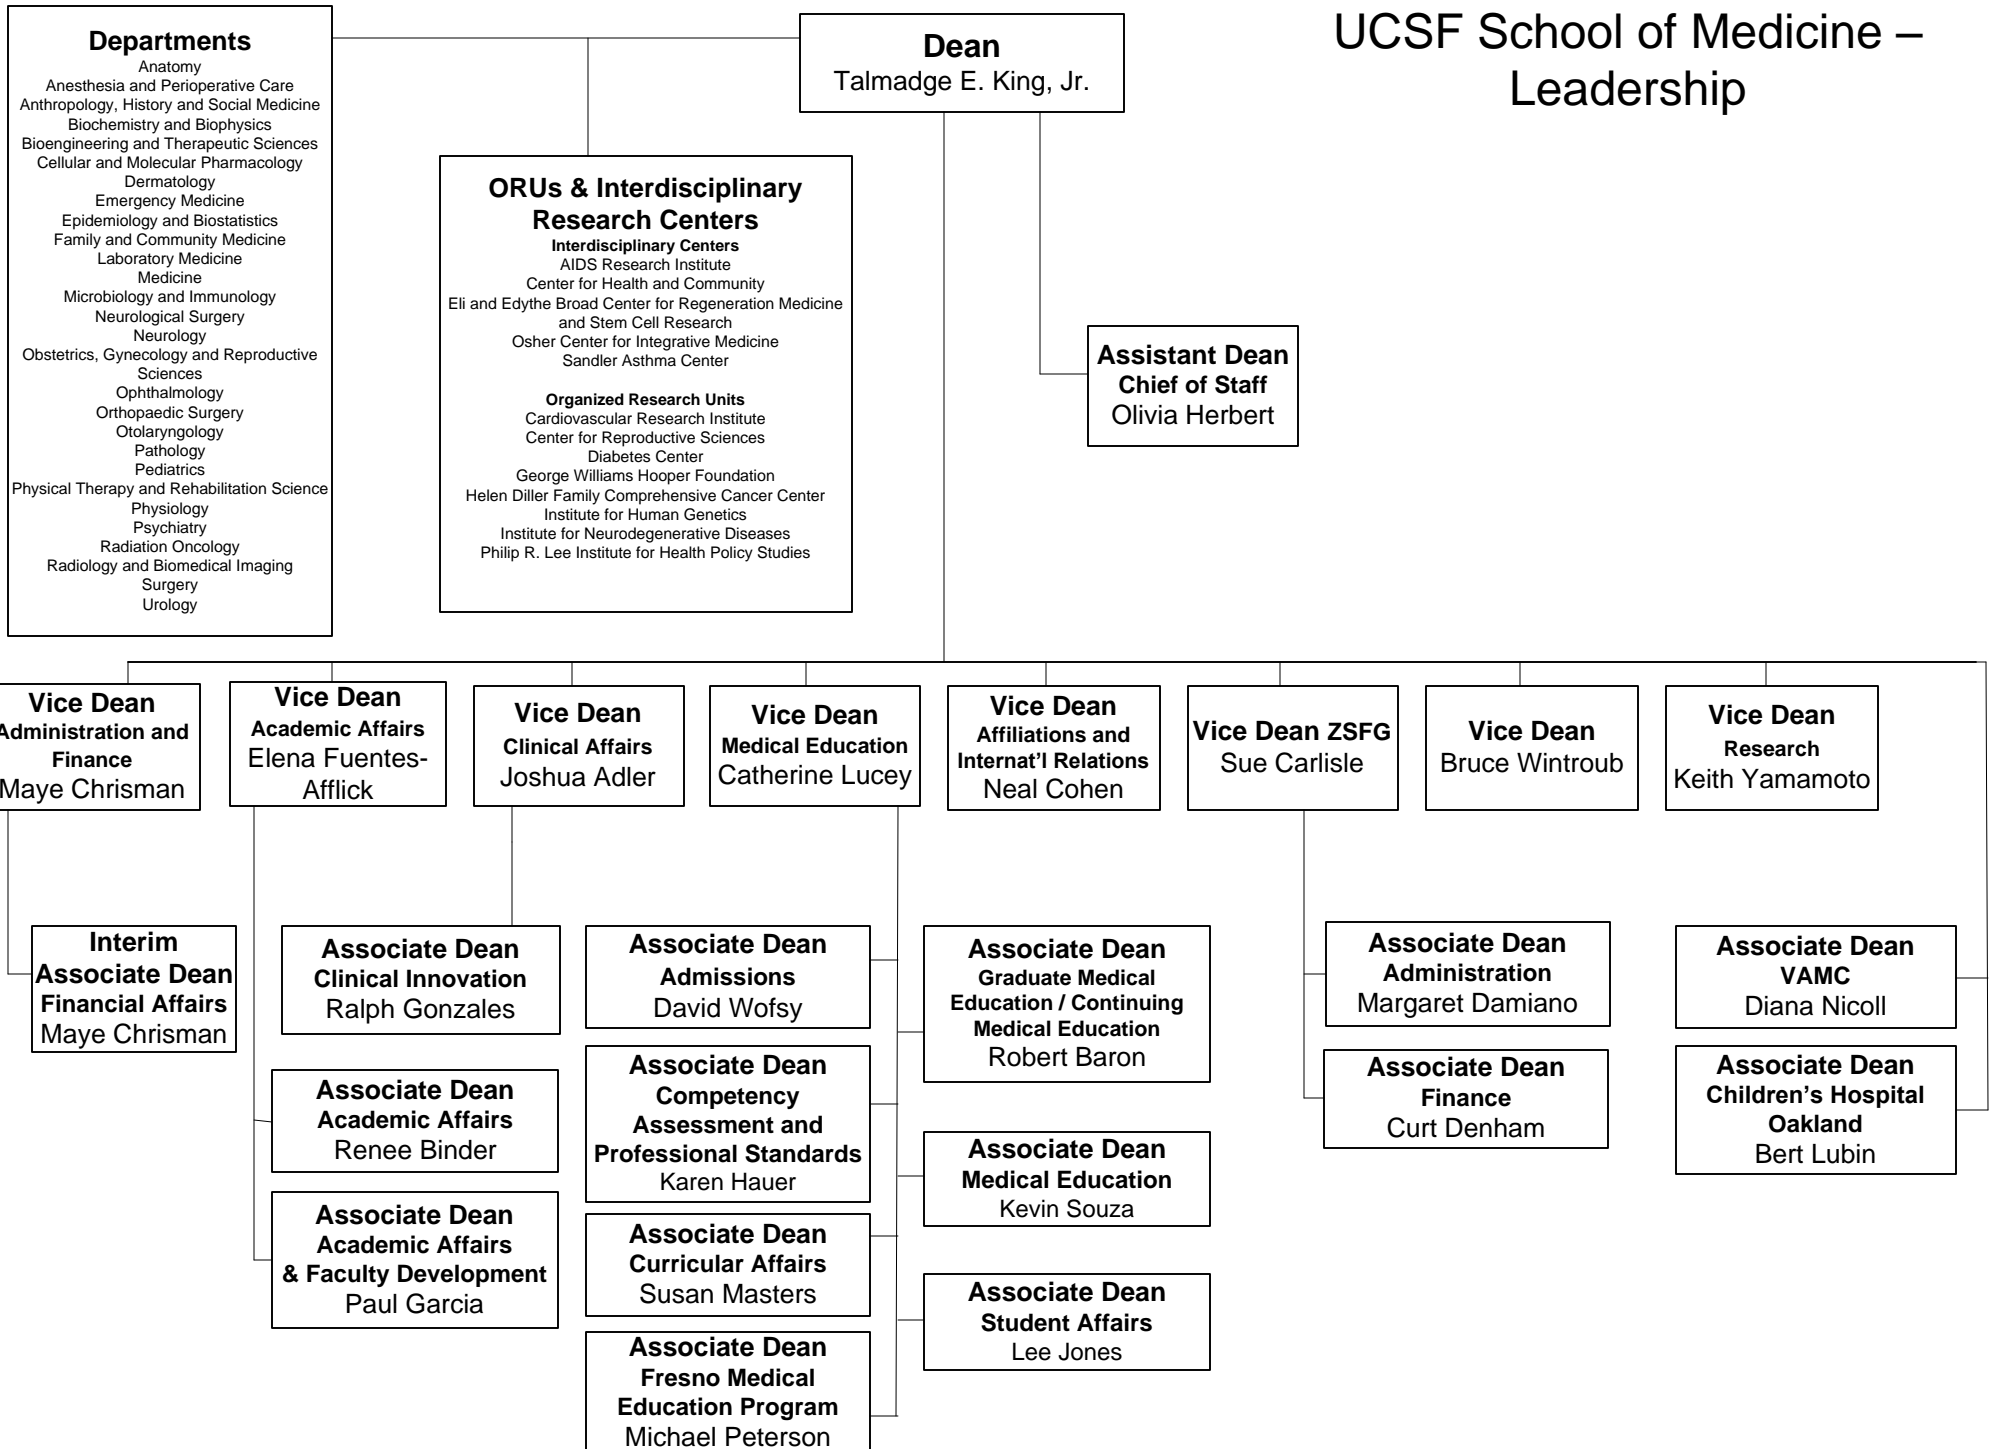 UCSF School of Medicine –
Leadership
Departments
Anatomy
Anesthesia and Perioperative Care
Anthropology, History and Social Medicine
Biochemistry and Biophysics
Bioengineering and Therapeutic Sciences
Cellular and Molecular Pharmacology
Dermatology
Emergency Medicine
Epidemiology and Biostatistics
Family and Community Medicine
Laboratory Medicine
Medicine
Microbiology and Immunology
Neurological Surgery
Neurology
Obstetrics, Gynecology and Reproductive
Sciences
Ophthalmology
Orthopaedic Surgery
Otolaryngology
Pathology
Pediatrics
Physical Therapy and Rehabilitation Science
Physiology
Psychiatry
Radiation Oncology
Radiology and Biomedical Imaging
Surgery
Urology
Dean
Talmadge E. King, Jr.
ORUs & Interdisciplinary
Research Centers
Interdisciplinary Centers
AIDS Research Institute
Center for Health and Community
Eli and Edythe Broad Center for Regeneration Medicine
and Stem Cell Research
Osher Center for Integrative Medicine
Sandler Asthma Center
Organized Research Units
Cardiovascular Research Institute
Center for Reproductive Sciences
Diabetes Center
George Williams Hooper Foundation
Helen Diller Family Comprehensive Cancer Center
Institute for Human Genetics
Institute for Neurodegenerative Diseases
Philip R. Lee Institute for Health Policy Studies
Assistant Dean
Chief of Staff
Olivia Herbert
Vice Dean
Administration and
Finance
Maye Chrisman
Vice Dean
Academic Affairs
Elena Fuentes-
Afflick
Vice Dean
Clinical Affairs
Joshua Adler
Vice Dean
Medical Education
Catherine Lucey
Vice Dean
Affiliations and
Internat'l Relations
Neal Cohen
Vice Dean ZSFG
Sue Carlisle
Vice Dean
Bruce Wintroub
Vice Dean
Research
Keith Yamamoto
Interim
Associate Dean
Financial Affairs
Maye Chrisman
Associate Dean
Clinical Innovation
Ralph Gonzales
Associate Dean
Academic Affairs
Renee Binder
Associate Dean
Academic Affairs
& Faculty Development
Paul Garcia
Associate Dean
Admissions
David Wofsy
Associate Dean
Competency
Assessment and
Professional Standards
Karen Hauer
Associate Dean
Curricular Affairs
Susan Masters
Associate Dean
Fresno Medical
Education Program
Michael Peterson
Associate Dean
Graduate Medical
Education / Continuing
Medical Education
Robert Baron
Associate Dean
Medical Education
Kevin Souza
Associate Dean
Student Affairs
Lee Jones
Associate Dean
Administration
Margaret Damiano
Associate Dean
Finance
Curt Denham
Associate Dean
VAMC
Diana Nicoll
Associate Dean
Children's Hospital
Oakland
Bert Lubin